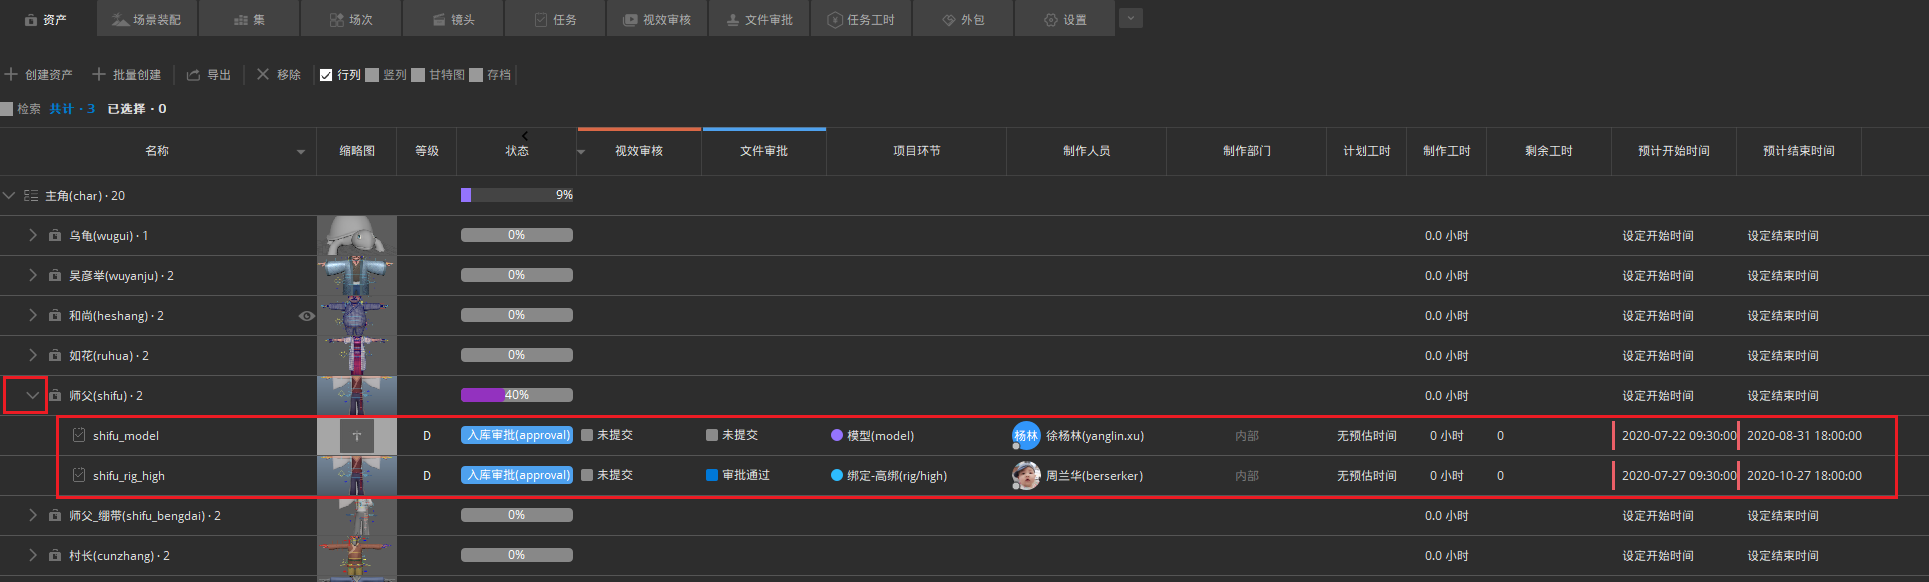 资产 场景装配 集 场次 镜头 任务 视效审核 文件审批 任务工时 外包 设置
创建资产 批量创建 导出 移除 行列 竖列 甘特图 存档
检索 共计 · 3 已选择 · 0
名称 缩略图 等级 状态 视效审核 文件审批 项目环节 制作人员 制作部门 计划工时 制作工时 剩余工时 预计开始时间 预计结束时间
主角(char) · 20 9%
乌龟(wugui) · 1 0% 0.0 小时 设定开始时间 设定结束时间
吴彦举(wuyanju) · 2 0% 0.0 小时 设定开始时间 设定结束时间
和尚(heshang) · 2 0% 0.0 小时 设定开始时间 设定结束时间
如花(ruhua) · 2 0% 0.0 小时 设定开始时间 设定结束时间
师父(shifu) · 2 40% 0.0 小时 设定开始时间 设定结束时间
shifu_model D 入库审批(approval) 未提交 未提交 模型(model) 杨林 徐杨林(yanglin.xu) 内部 无预估时间 0 小时 0 2020-07-22 09:30:00 2020-08-31 18:00:00
shifu_rig_high D 入库审批(approval) 未提交 审批通过 绑定-高绑(rig/high) 周兰华(berserker) 内部 无预估时间 0 小时 0 2020-07-27 09:30:00 2020-10-27 18:00:00
师父_绷带(shifu_bengdai) · 2 0% 0.0 小时 设定开始时间 设定结束时间
村长(cunzhang) · 2 0% 0.0 小时 设定开始时间 设定结束时间